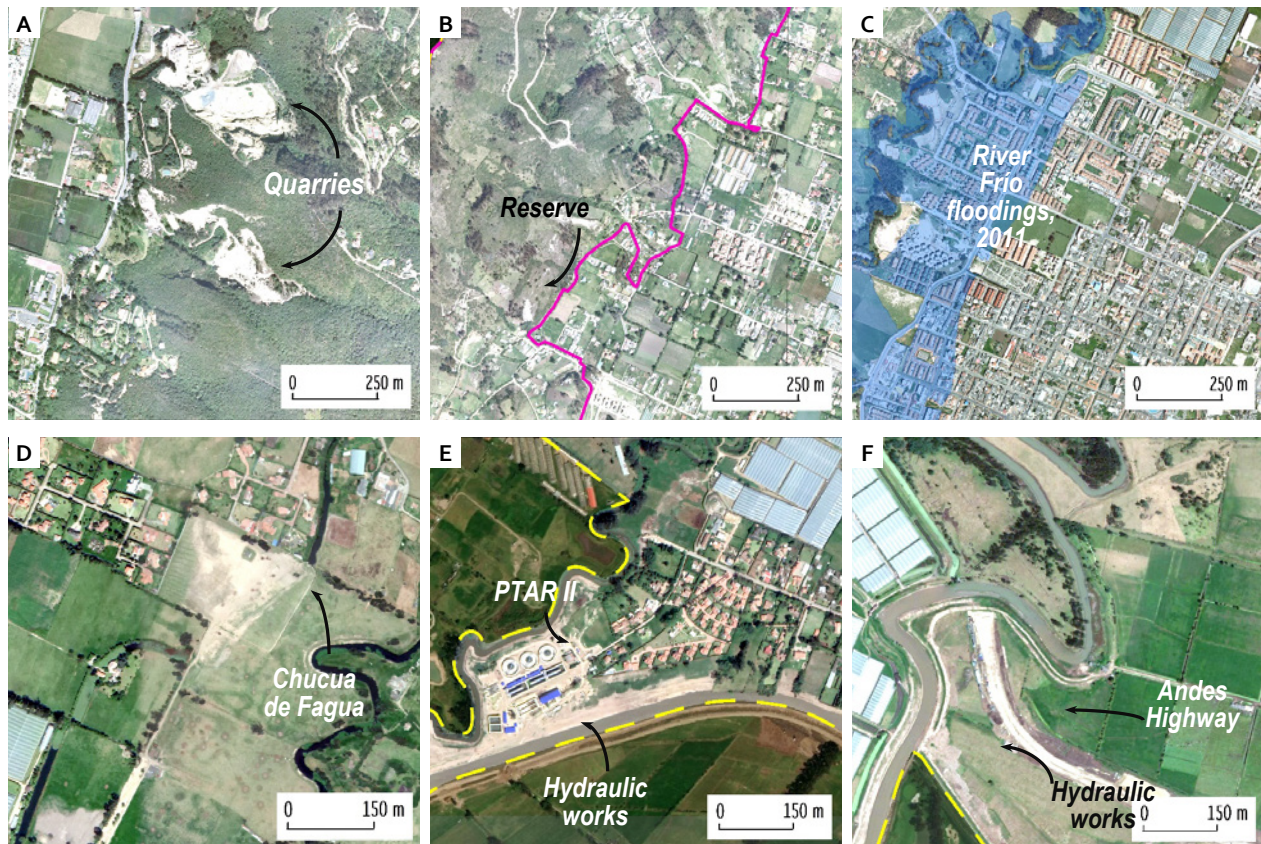 A
Quarries
0 250 m
B
Reserve
0 250 m
C
River
Frío
floodings,
2011
0 250 m
D
Chucua
de Fagua
0 150 m
E
PTAR II
Hydraulic
works
0 150 m
F
Andes
Highway
Hydraulic
works
0 150 m